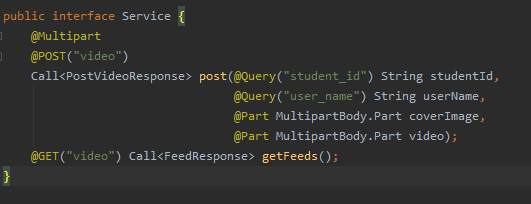 public interface Service {
@Multipart
@POST("video")
Call<PostVideoResponse> post(@Query("student_id") String studentId,
@Query("user_name") String userName,
@Part MultipartBody.Part coverImage,
@Part MultipartBody.Part video);
@GET("video") Call<FeedResponse> getFeeds();
}